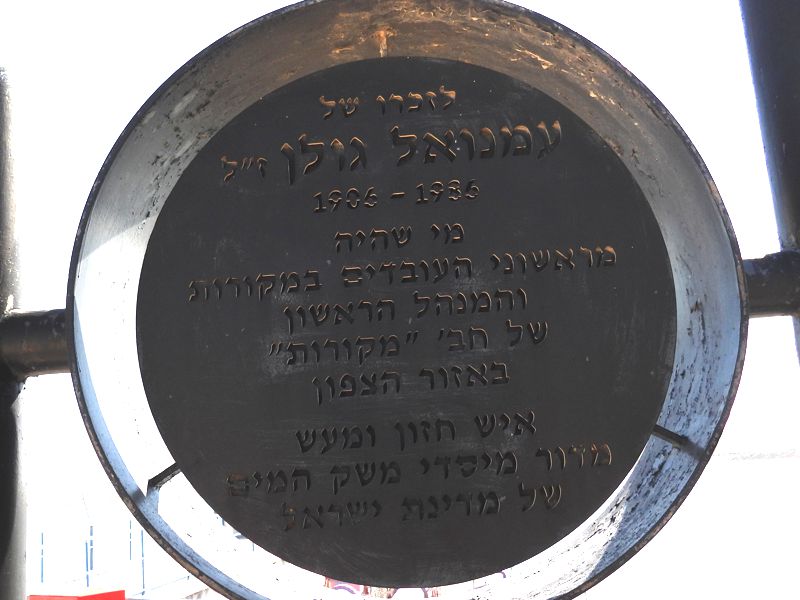 לזכרו של
עמנואל גולן ז״ל
1906 - 1986
מי שהיה
מראשוני העובדים במקורות
והמנהל הראשון
של חב׳ ״מקורות״
באזור הצפון
איש חזון ומעש
מדור מיסדי משק המים
של מדינת ישראל